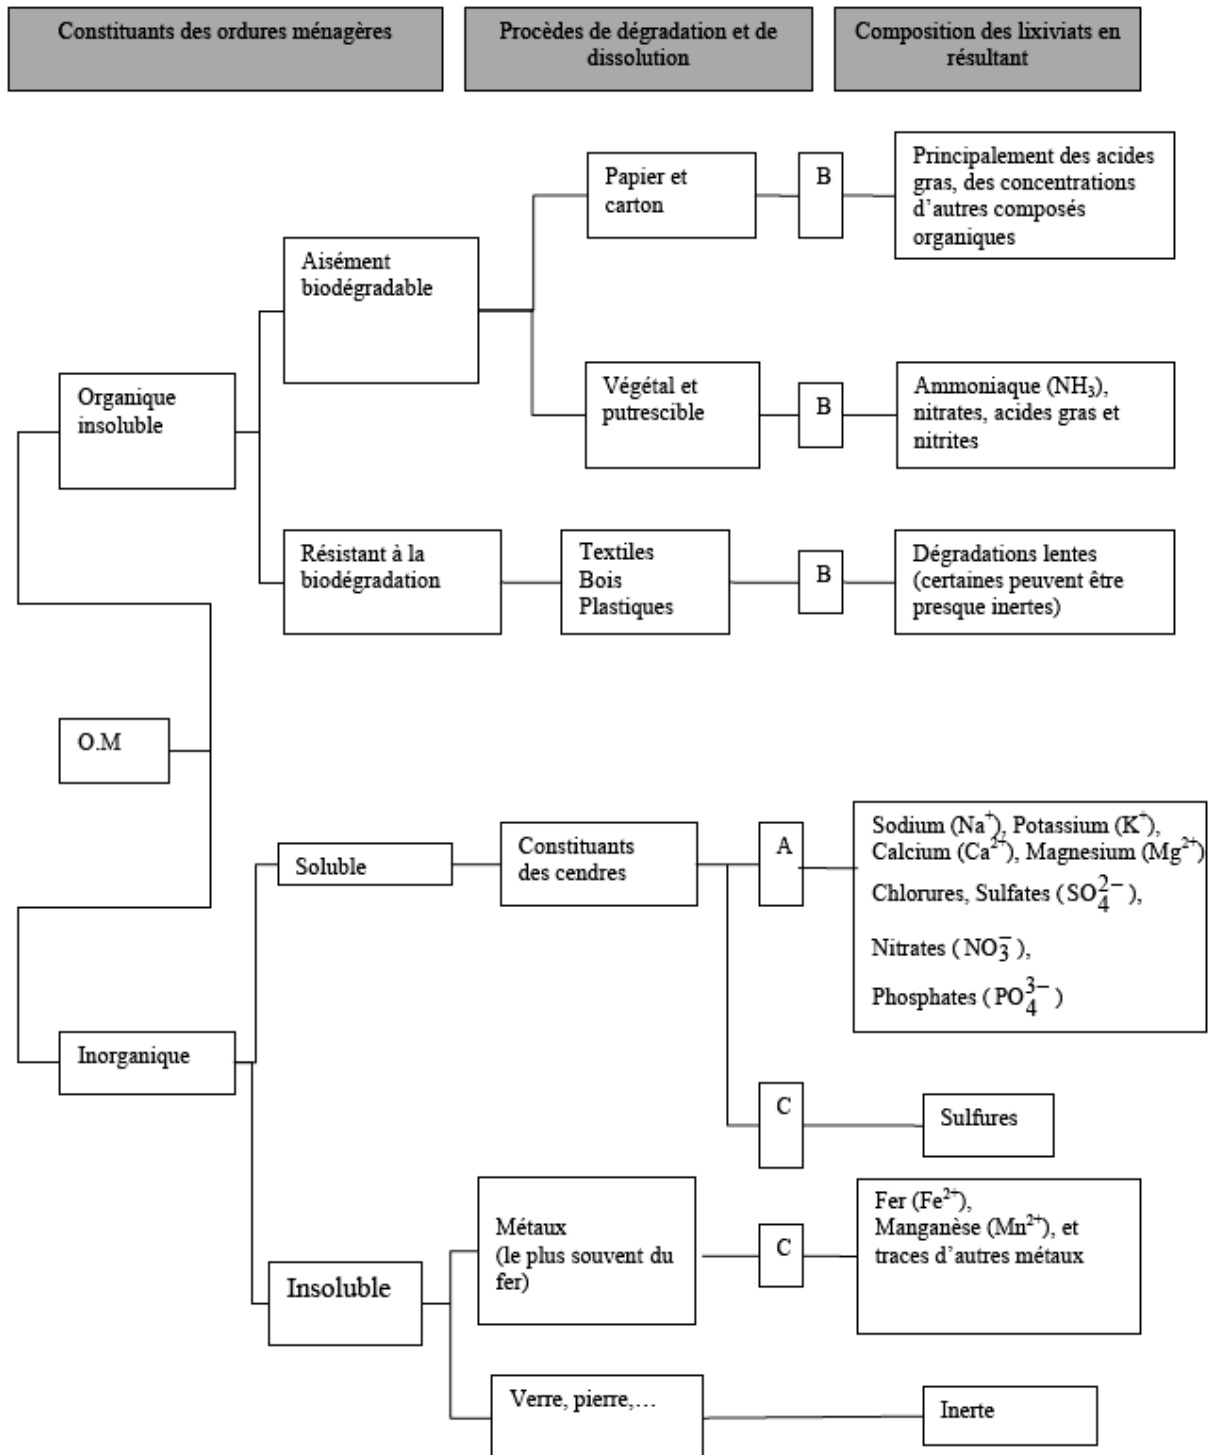 Constituants des ordures ménagères
Procèdes de dégradation et de
dissolution
Composition des lixiviats en
résultant
Papier et
carton
B
Principalement des acides
gras, des concentrations
d'autres composés
organiques
Aisément
biodégradable
Organique
insoluble
Végétal et
putrescible
B
Ammoniaque (NH₃),
nitrates, acides gras et
nitrites
Résistant à la
biodégradation
Textiles
Bois
Plastiques
B
Dégradations lentes
(certaines peuvent être
presque inertes)
O.M
Soluble
Constituants
des cendres
A
Sodium (Na⁺), Potassium (K⁺),
Calcium (Ca²⁺), Magnesium (Mg²⁺)
Chlorures, Sulfates (SO₄²⁻),
Nitrates (NO₃⁻),
Phosphates (PO₄³⁻)
Inorganique
C
Sulfures
Insoluble
Métaux
(le plus souvent du
fer)
C
Fer (Fe²⁺),
Manganèse (Mn²⁺), et
traces d'autres métaux
Verre, pierre,…
Inerte